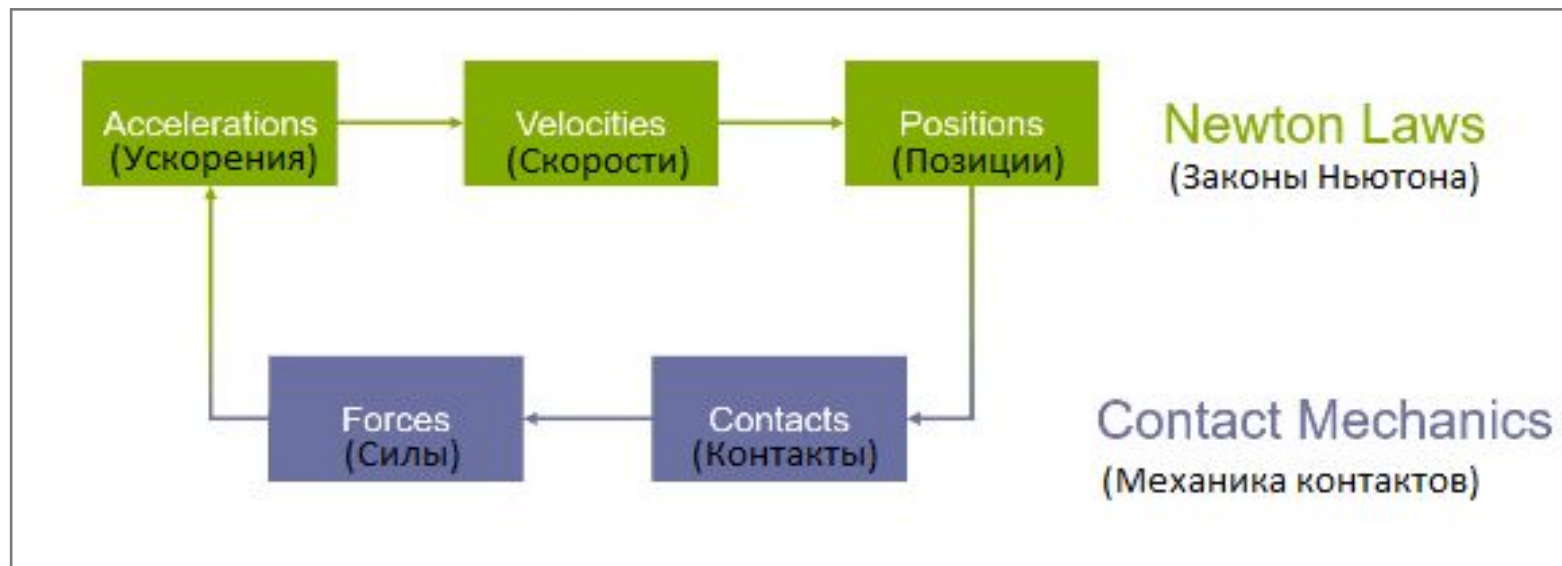 Accelerations
(Ускорения)
Velocities
(Скорости)
Positions
(Позиции)
Newton Laws
(Законы Ньютона)
Forces
(Силы)
Contacts
(Контакты)
Contact Mechanics
(Механика контактов)